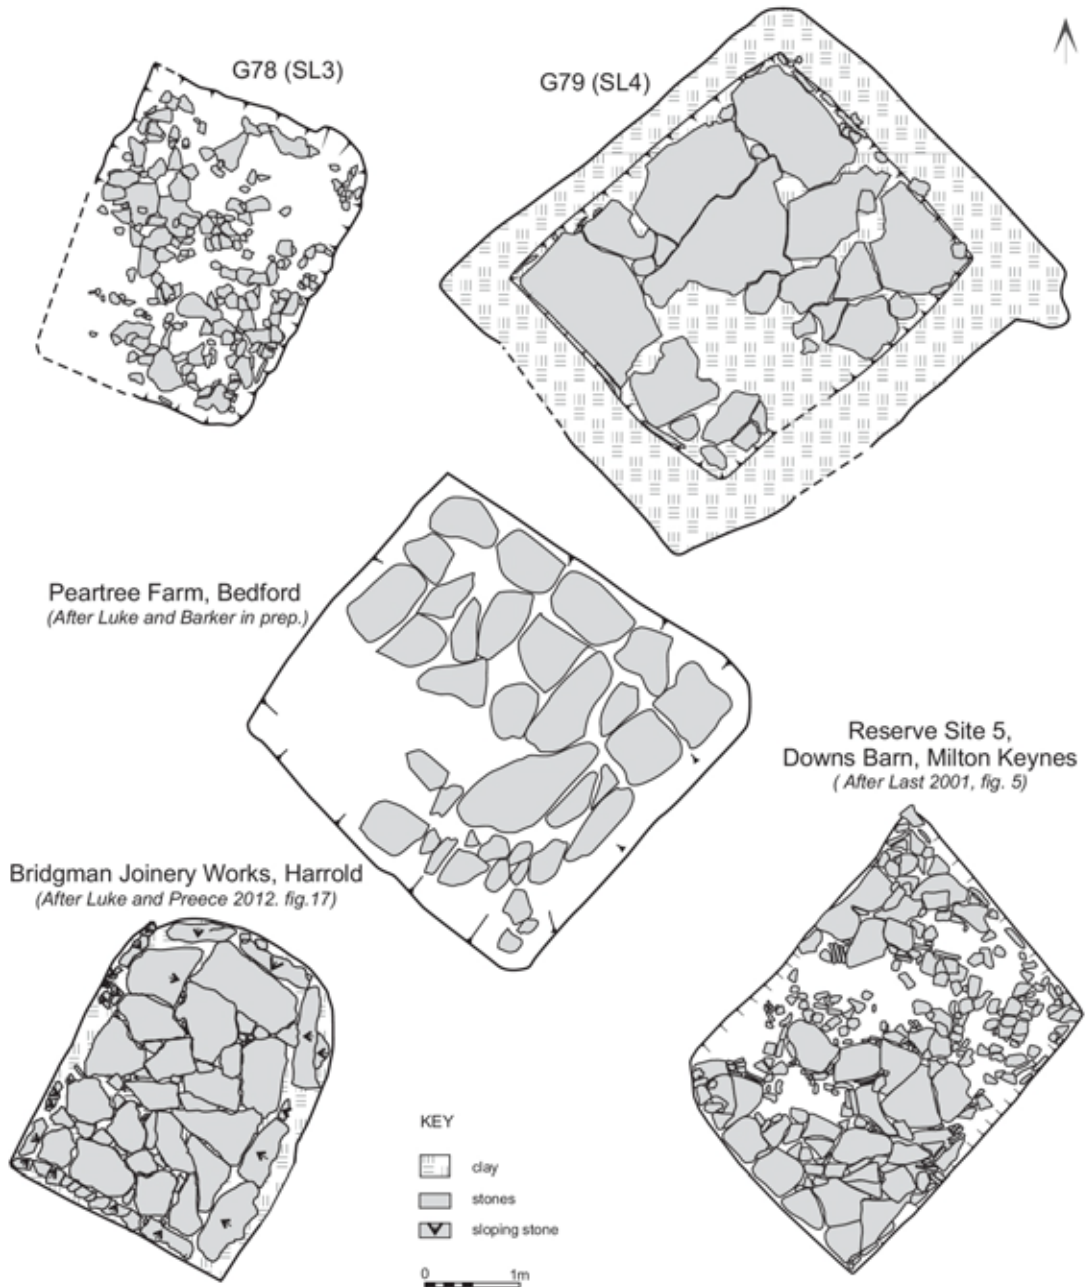 G78 (SL3)
G79 (SL4)
Peartree Farm, Bedford
(After Luke and Barker in prep.)
Reserve Site 5,
Downs Barn, Milton Keynes
( After Last 2001, fig. 5)
Bridgman Joinery Works, Harrold
(After Luke and Preece 2012. fig.17)
KEY
clay
stones
sloping stone
0 1m